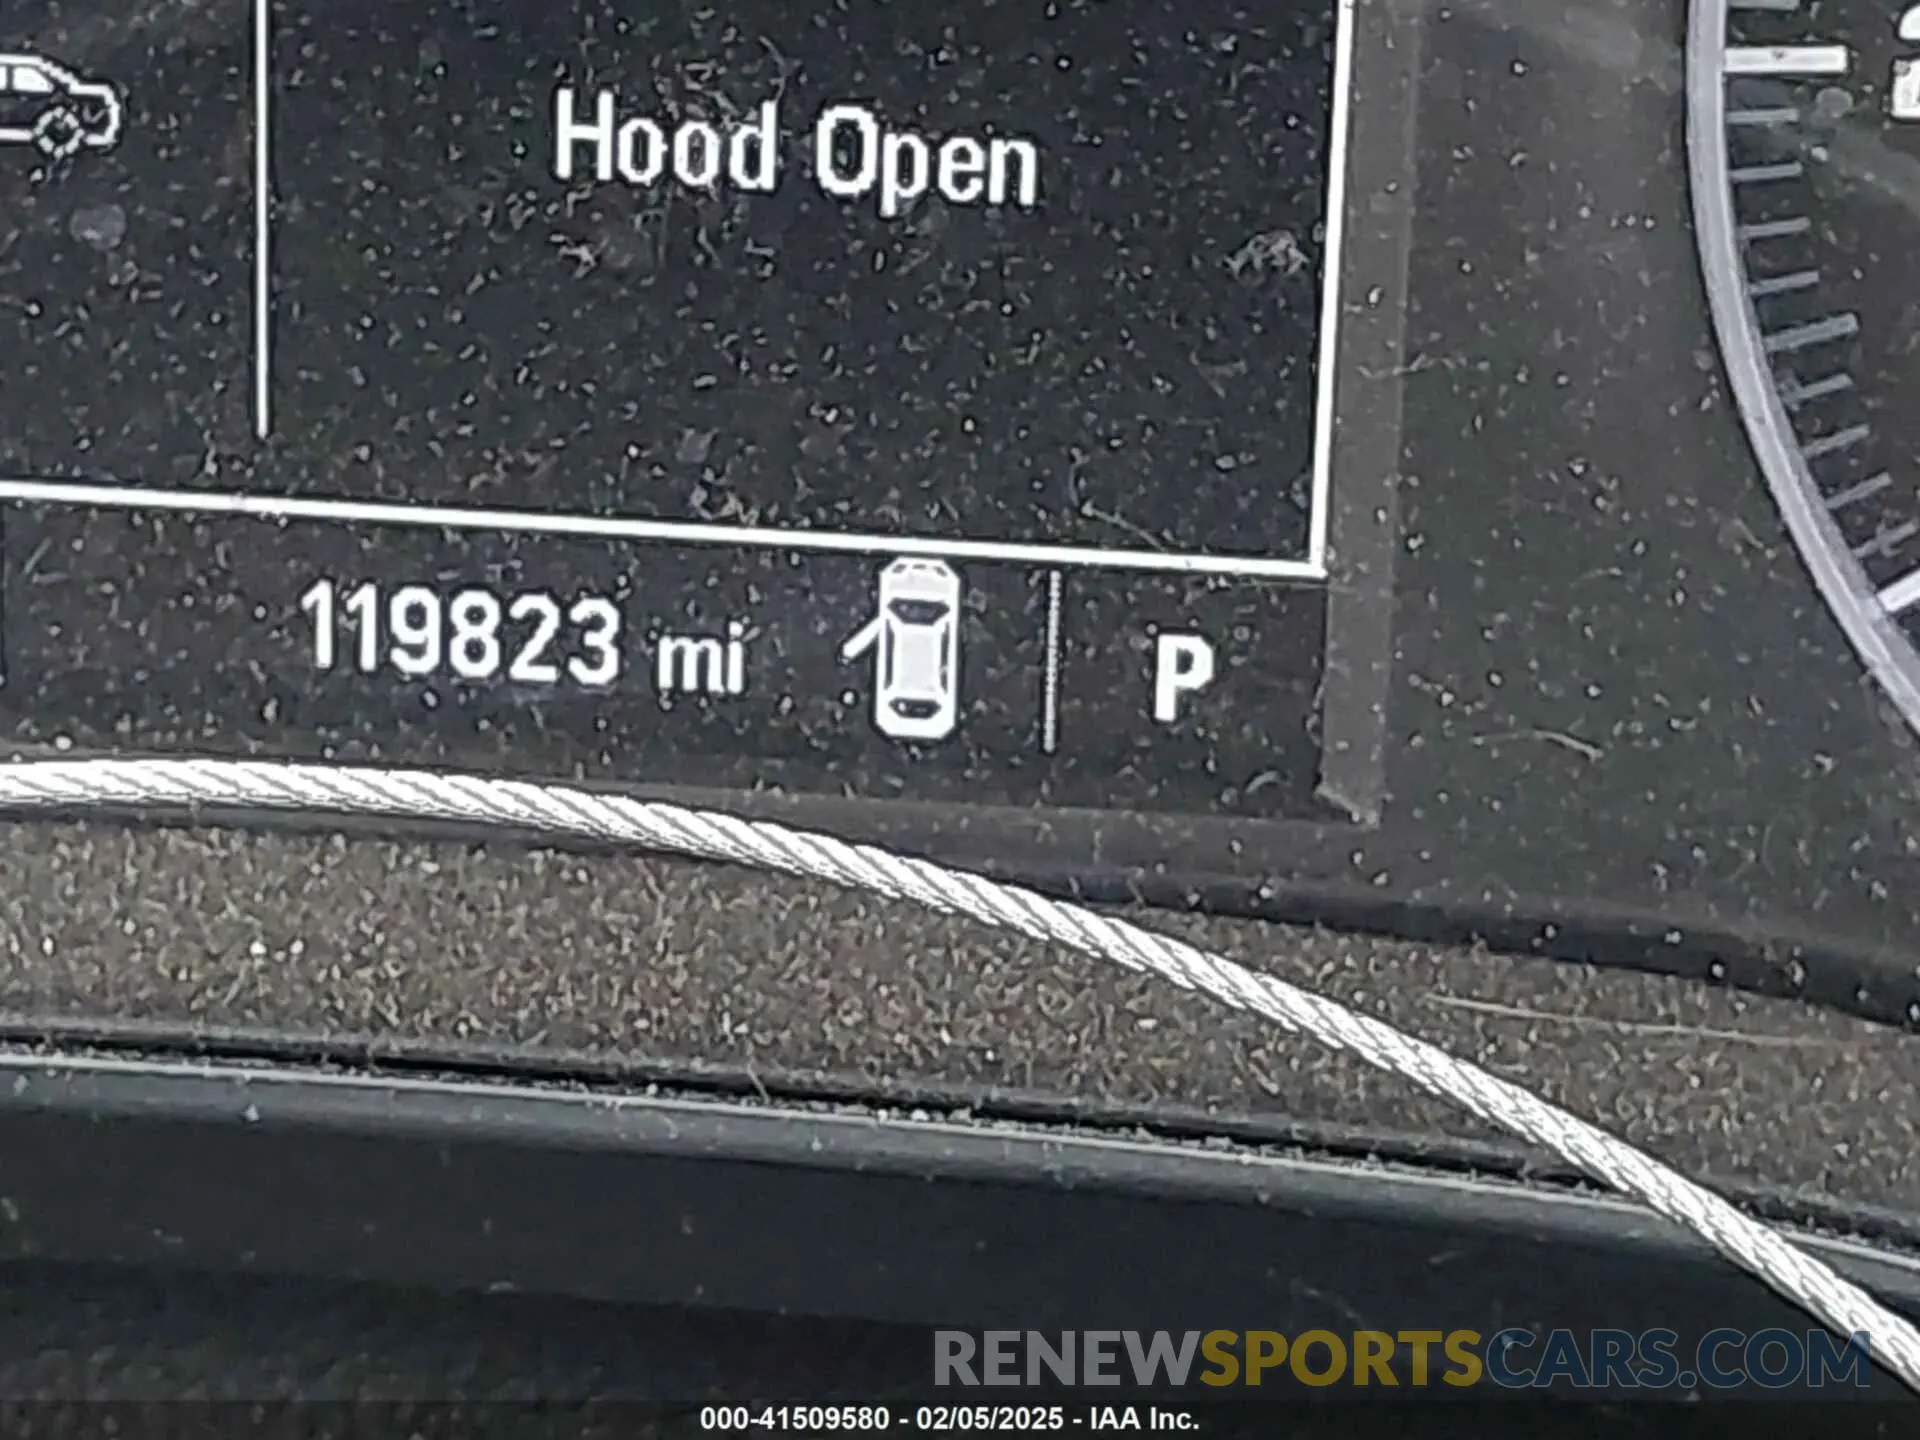 Hood Open
119823 mi P
RENEWSPORTSCARS.COM
000-41509580 - 02/05/2025 - IAA Inc.